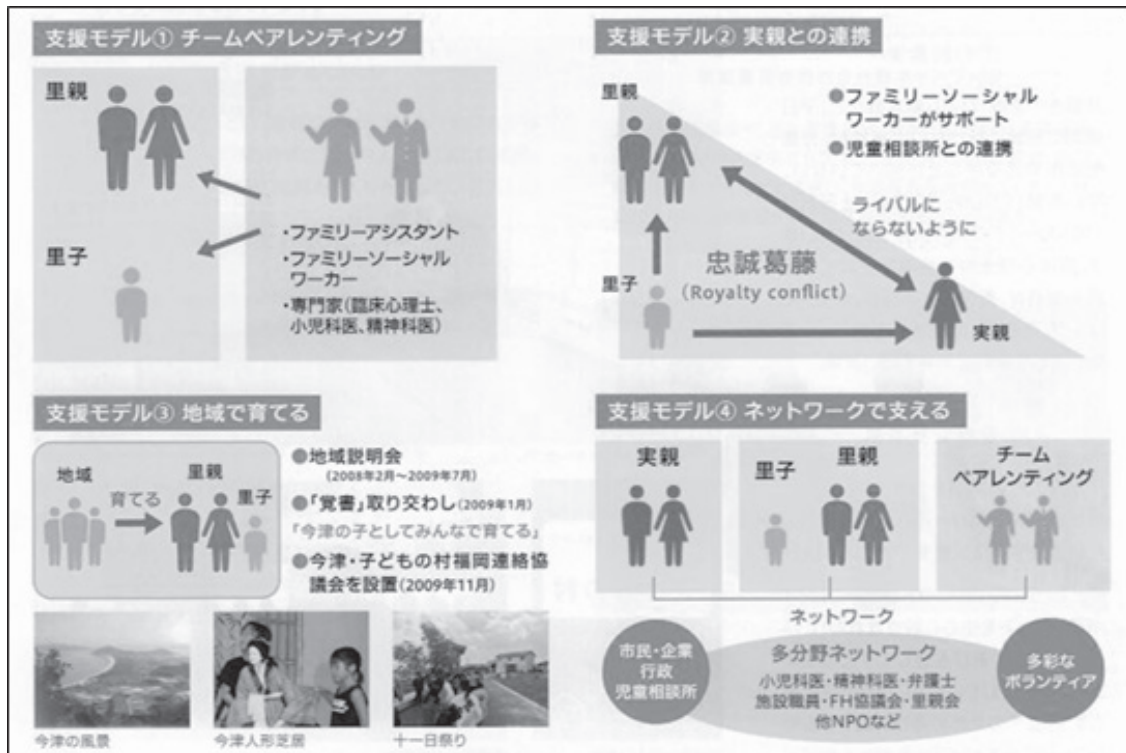 支援モデル① チームペアレンティング
里親
里子
・ファミリーアシスタント
・ファミリーソーシャル
ワーカー
・専門家(臨床心理士、
小児科医、精神科医)
支援モデル② 実親との連携
里親
●ファミリーソーシャル
ワーカーがサポート
●児童相談所との連携
ライバルに
ならないように
忠誠葛藤
(Royalty conflict)
里子
実親
支援モデル③ 地域で育てる
地域
育てる
里親
里子
●地域説明会
(2008年2月~2009年7月)
●「覚書」取り交わし(2009年1月)
「今津の子としてみんなで育てる」
●今津・子どもの村福岡連絡協
議会を設置(2009年11月)
今津の風景
今津人形芝居
十一日祭り
支援モデル④ ネットワークで支える
実親
里子
里親
チーム
ペアレンティング
ネットワーク
市民・企業
行政
児童相談所
多分野ネットワーク
小児科医・精神科医・弁護士
施設職員・FH協議会・里親会
他NPOなど
多彩な
ボランティア